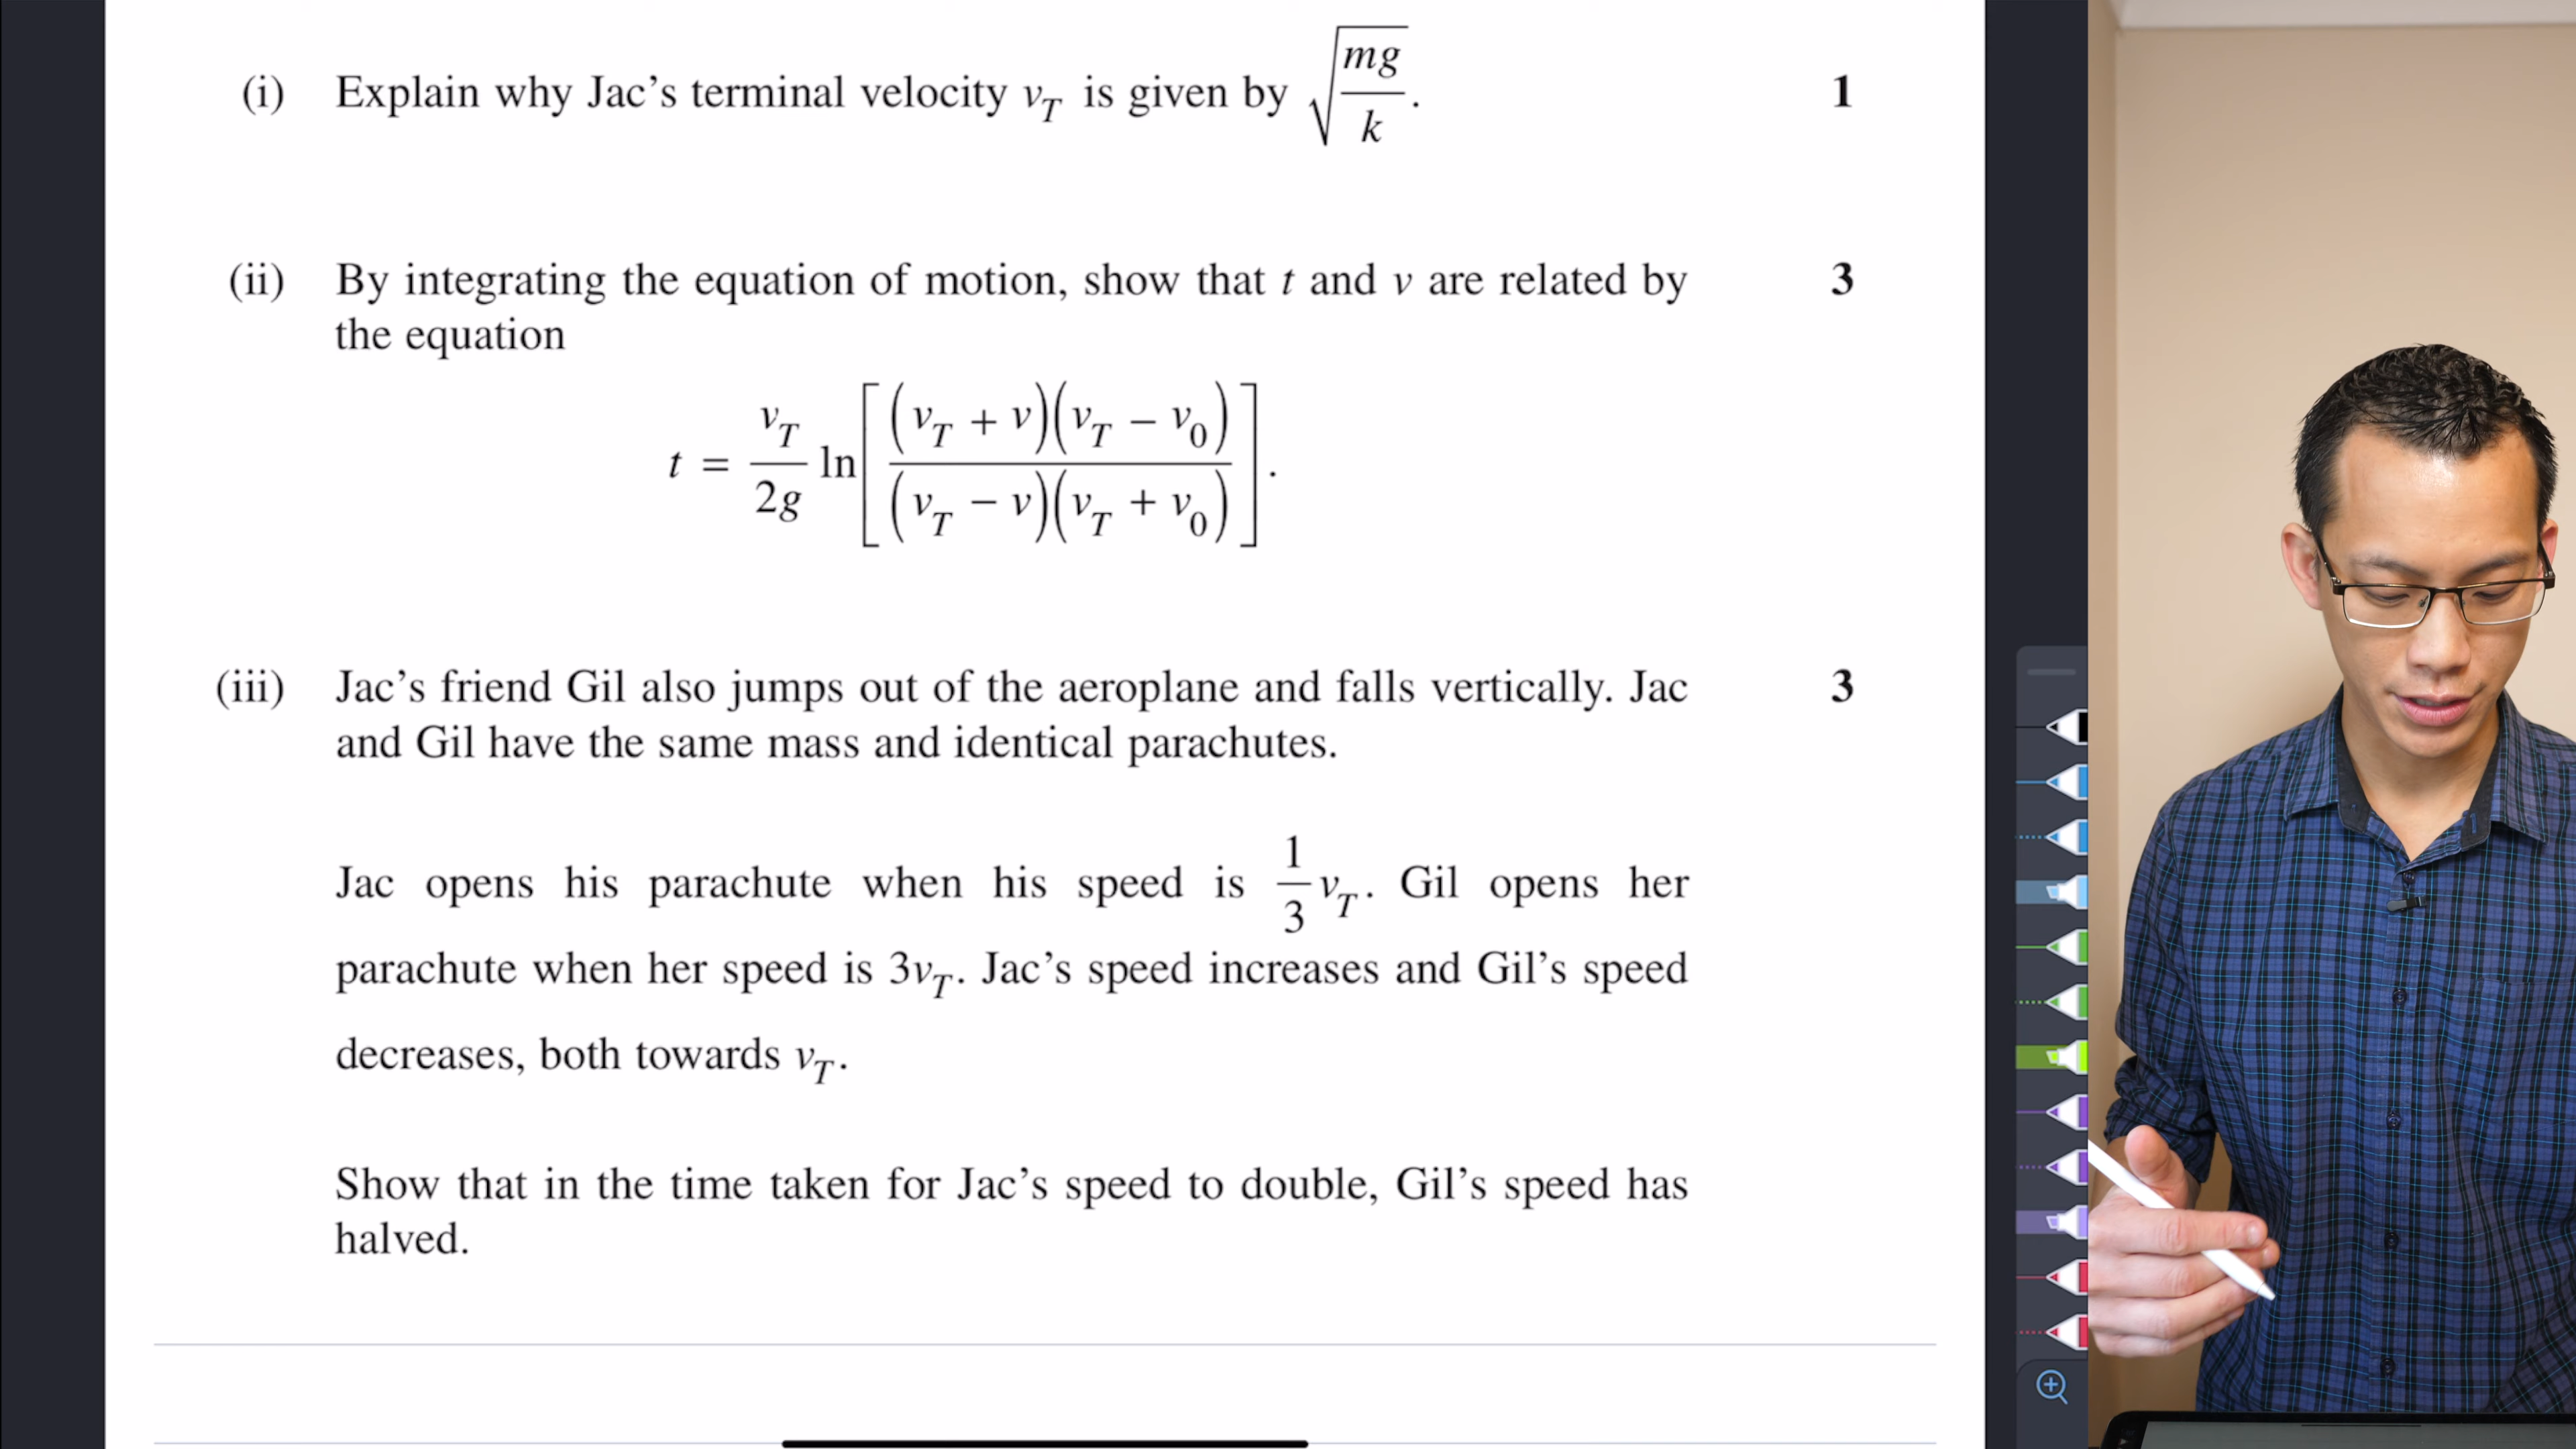 (i) Explain why Jac’s terminal velocity v_T is given by √(mg/k). 1
(ii) By integrating the equation of motion, show that t and v are related by 3
the equation
t = v_T/2g ln[(v_T + v)(v_T − v_0)/(v_T − v)(v_T + v_0)].
(iii) Jac’s friend Gil also jumps out of the aeroplane and falls vertically. Jac 3
and Gil have the same mass and identical parachutes.
Jac opens his parachute when his speed is 1/3 v_T. Gil opens her
parachute when her speed is 3v_T. Jac’s speed increases and Gil’s speed
decreases, both towards v_T.
Show that in the time taken for Jac’s speed to double, Gil’s speed has
halved.